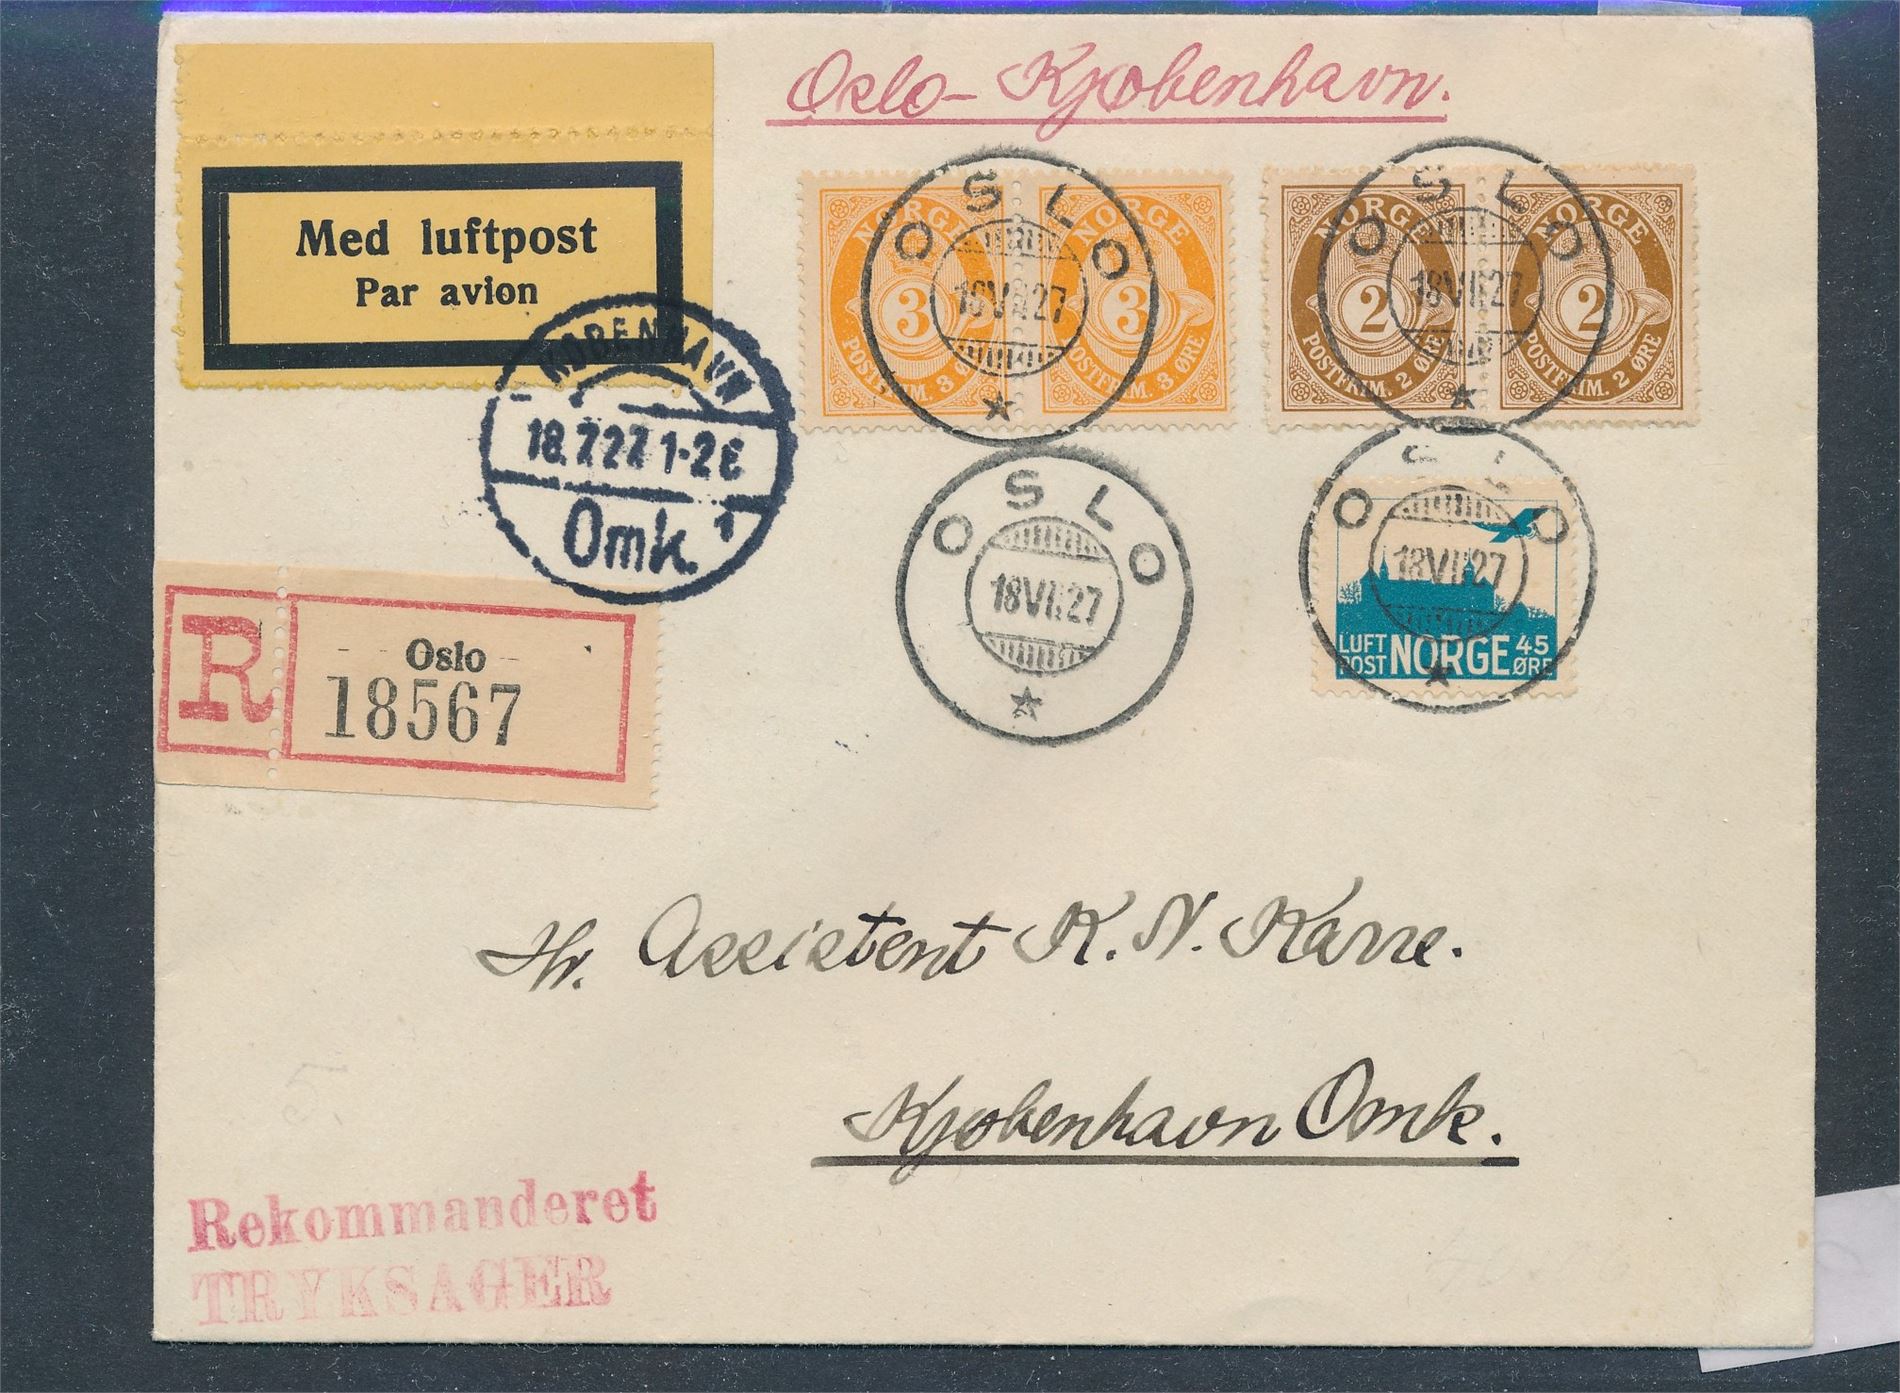 Oslo - Kjøbenhavn.
Med luftpost
Par avion
NORGE
3
POSTFRIM. 3 ØRE
NORGE
3
POSTFRIM. 3 ØRE
NORGE
2
POSTFRIM. 2 ØRE
NORGE
2
POSTFRIM. 2 ØRE
OSLO
18 VII 27
OSLO
18 VII 27
KØBENHAVN
18.7.27 1-2 E
Omk. 1
OSLO
18 VII 27
OSLO
18 VII 27
LUFT
POST NORGE 45
ØRE
R
Oslo
18567
Hr. Assistent K. N. Karre.
Kjøbenhavn Omk.
5.
Rekommanderet
TRYKSAGER